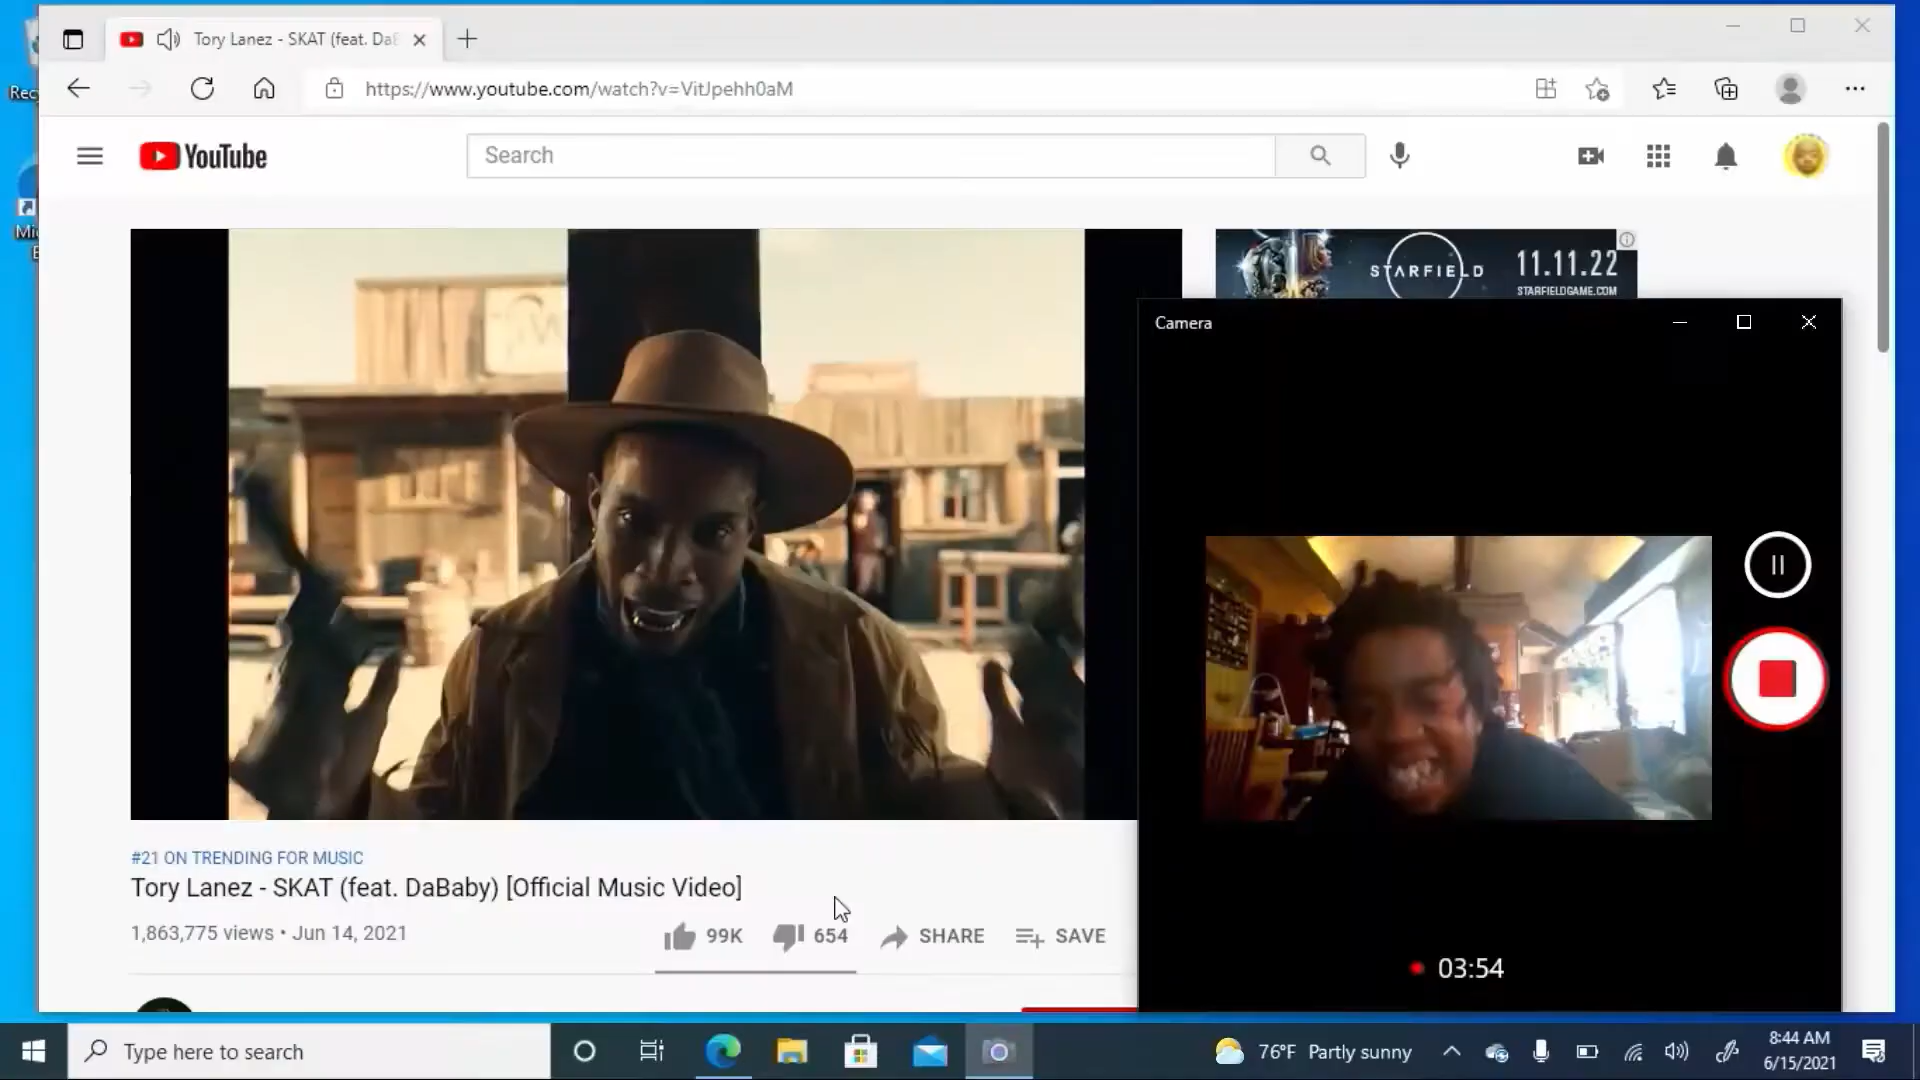 Tory Lanez - SKAT (feat. Da
https://www.youtube.com/watch?v=VitJpehh0aM
Rec
YouTube
Search
Mic
E
STARFIELD
11.11.22
STARFIELDGAME.COM
Camera
#21 ON TRENDING FOR MUSIC
Tory Lanez - SKAT (feat. DaBaby) [Official Music Video]
1,863,775 views • Jun 14, 2021
99K
654
SHARE
SAVE
03:54
Type here to search
76°F Partly sunny
8:44 AM
6/15/2021